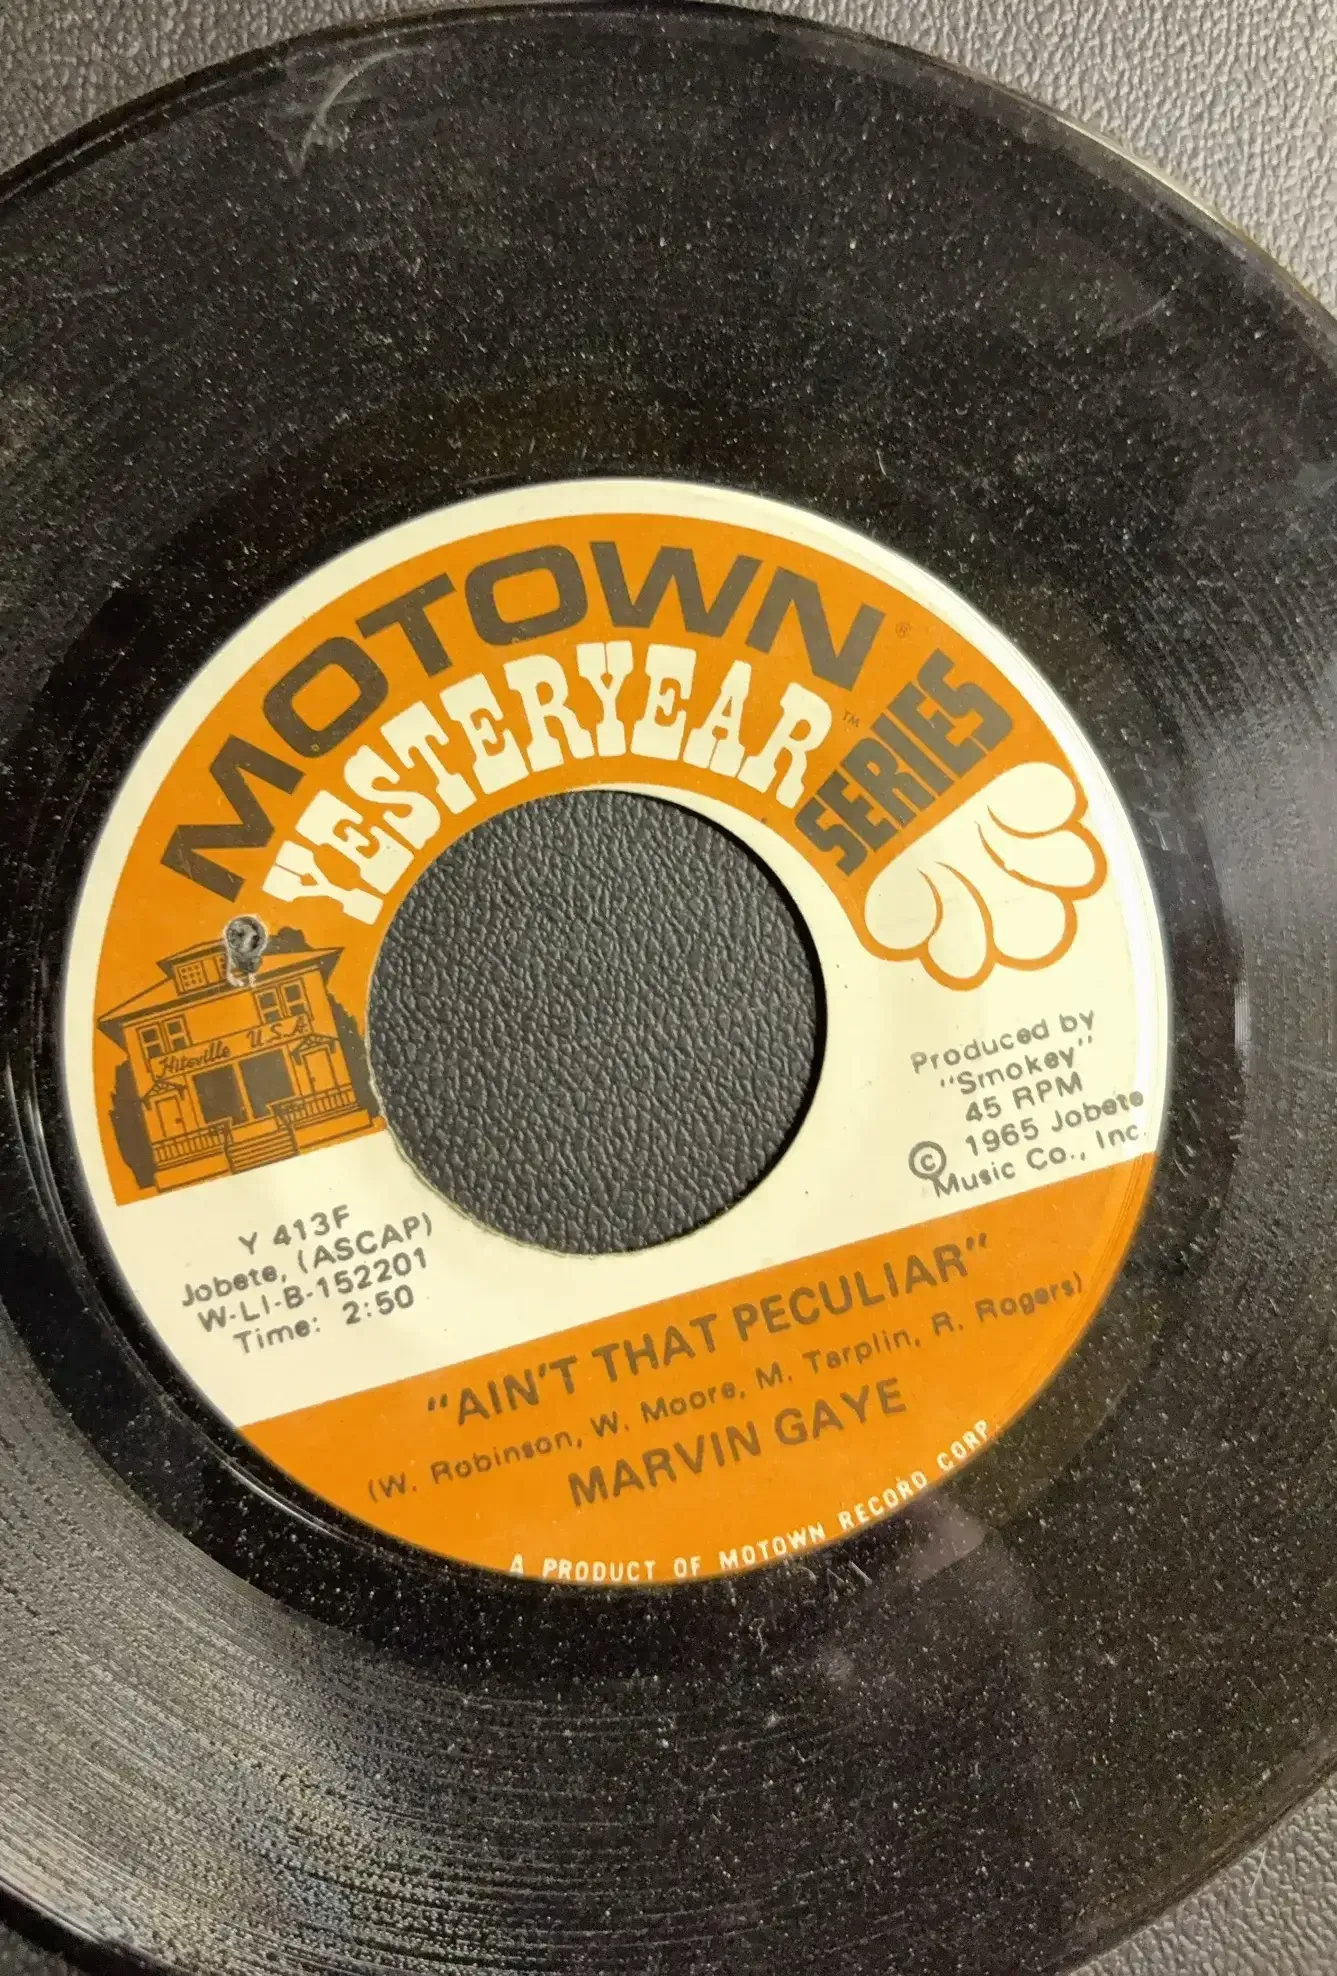 MOTOWN®
YESTERYEAR™
SERIES
Hitsville U.S.A.
Produced by
"Smokey"
45 RPM
© 1965 Jobete
Music Co., Inc.
Y 413F
Jobete, (ASCAP)
W-LI-B-152201
Time: 2:50
"AIN'T THAT PECULIAR"
(W. Robinson, W. Moore, M. Tarplin, R. Rogers)
MARVIN GAYE
A PRODUCT OF MOTOWN RECORD CORP.